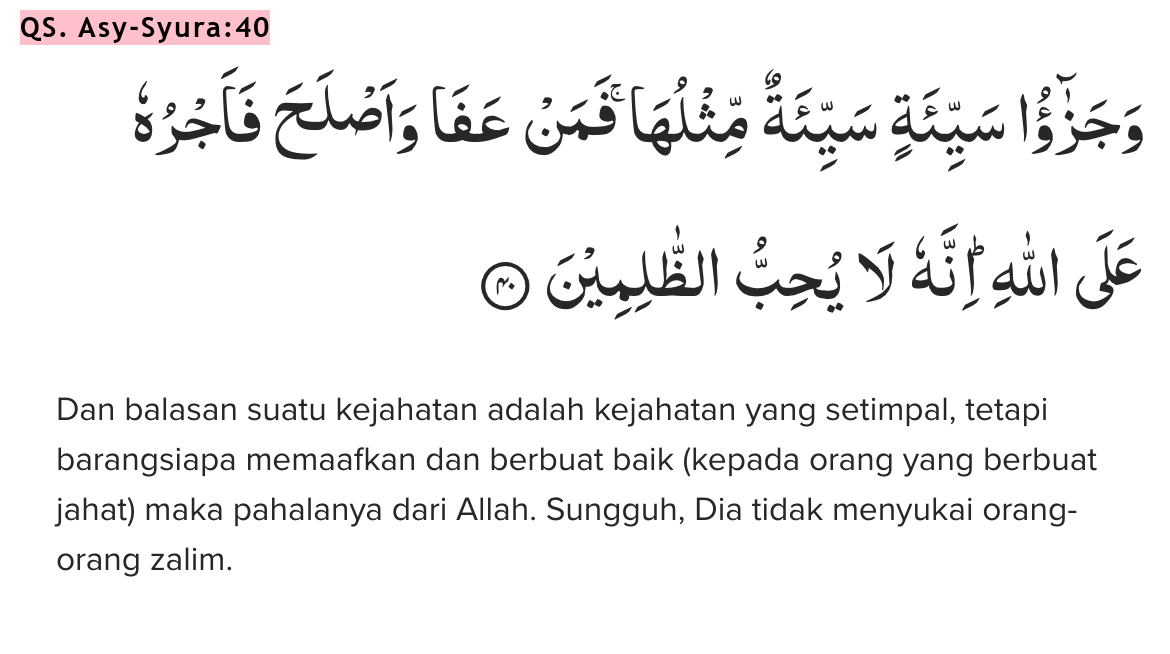 QS. Asy-Syura:40
وَجَزٰۤؤُا سَيِّئَةٍ سَيِّئَةٌ مِّثْلُهَا ۚفَمَنْ عَفَا وَاَصْلَحَ فَاَجْرُهٗ
عَلَى اللّٰهِ ۗاِنَّهٗ لَا يُحِبُّ الظّٰلِمِيْنَ ٤٠
Dan balasan suatu kejahatan adalah kejahatan yang setimpal, tetapi
barangsiapa memaafkan dan berbuat baik (kepada orang yang berbuat
jahat) maka pahalanya dari Allah. Sungguh, Dia tidak menyukai orang-
orang zalim.